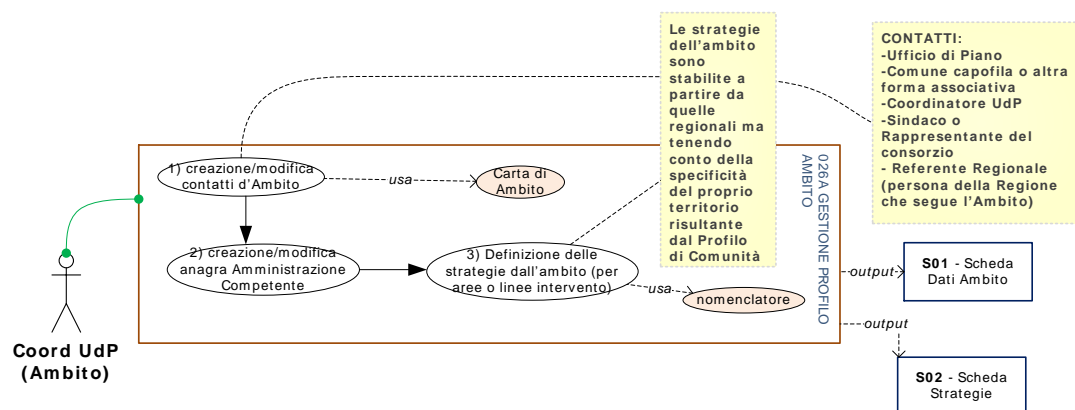 Le strategie
dell'ambito
sono
stabilite a
partire da
quelle
regionali ma
tenendo
conto della
specificità
del proprio
territorio
risultante
dal Profilo
di Comunità
CONTATTI:
-Ufficio di Piano
-Comune capofila o altra
forma associativa
-Coordinatore UdP
-Sindaco o
Rappresentante del
consorzio
- Referente Regionale
(persona della Regione
che segue l'Ambito)
1) creazione/modifica
contatti d'Ambito
usa
Carta di
Ambito
2) creazione/modifica
anagra Amministrazione
Competente
3) Definizione delle
strategie dall'ambito (per
aree o linee intervento)
usa
nomenclatore
026A GESTIONE PROFILO
AMBITO
output
S01 - Scheda
Dati Ambito
output
S02 - Scheda
Strategie
Coord UdP
(Ambito)